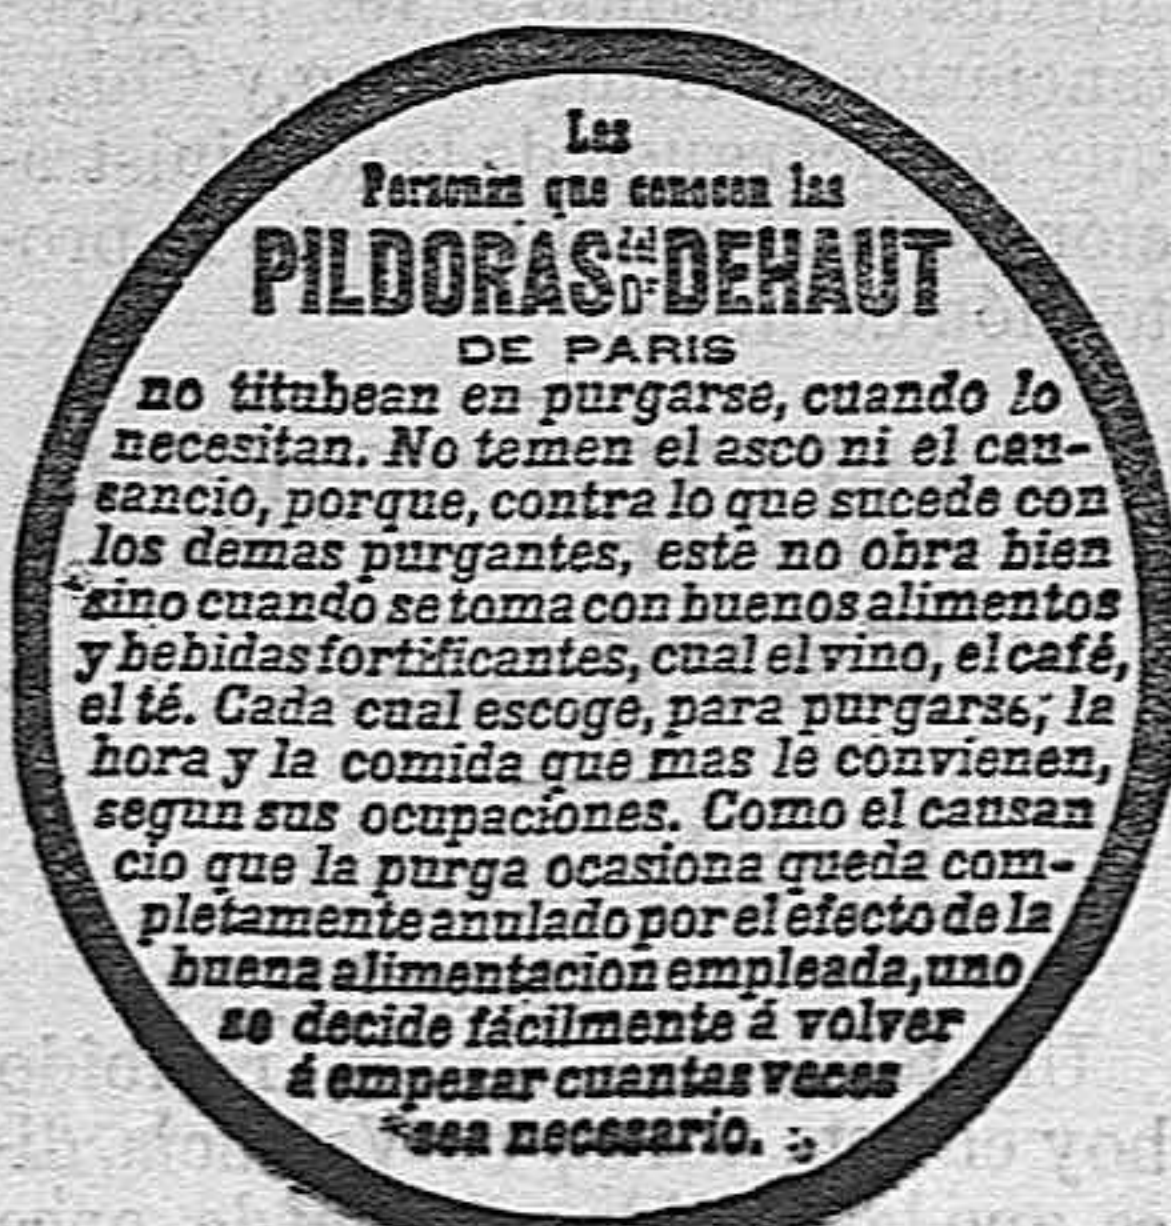 Las
Personas que conocen las
PILDORAS DEL DR DEHAUT
DE PARIS
no titubean en purgarse, cuando lo
necesitan. No temen el asco ni el cau-
sancio, porque, contra lo que sucede con
los demas purgantes, este no obra bien
sino cuando se toma con buenos alimentos
y bebidas fortificantes, cual el vino, el café,
el té. Cada cual escoge, para purgarse, la
hora y la comida que mas le convienen,
segun sus ocupaciones. Como el causan
cio que la purga ocasiona queda com-
pletamente anulado por el efecto de la
buena alimentacion empleada, uno
se decide fácilmente á volver
á empezar cuantas veces
sea necesario.